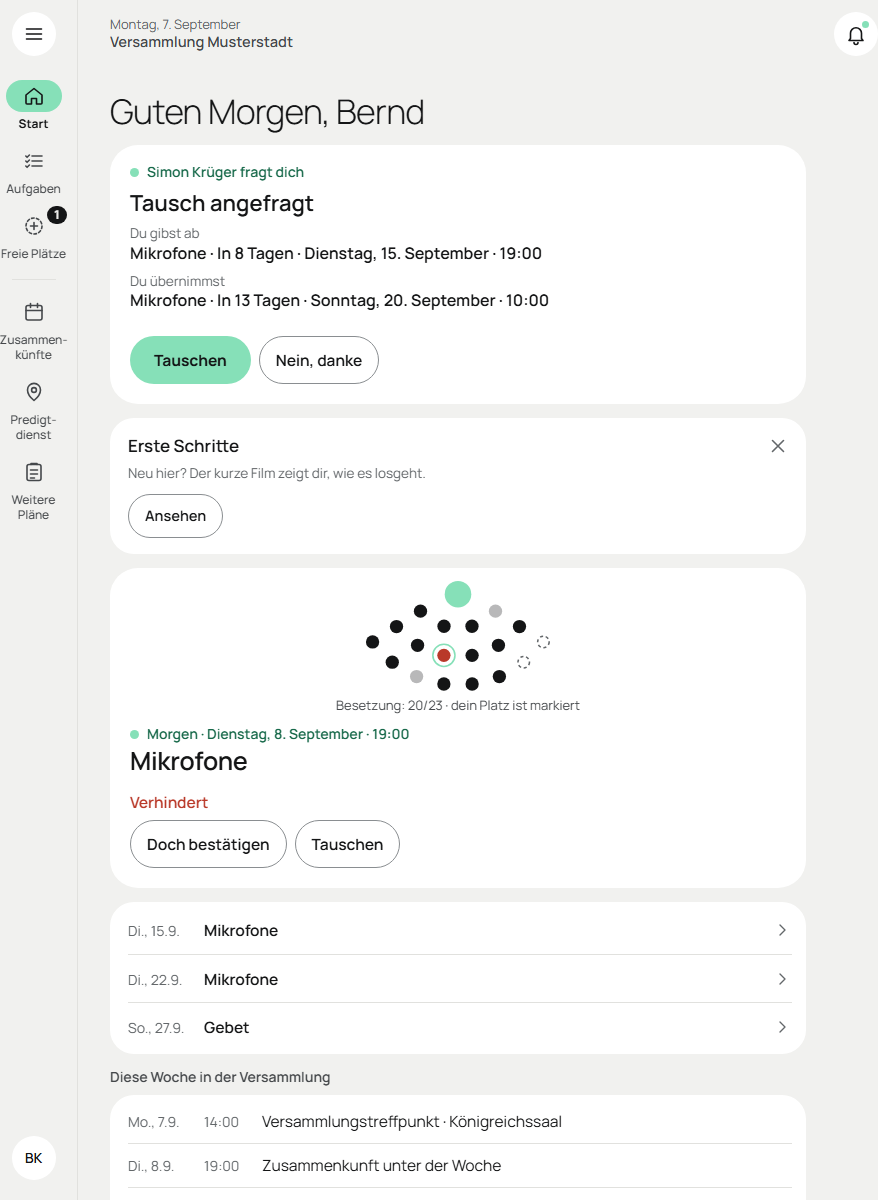 Montag, 7. September
Versammlung Musterstadt
Start
Aufgaben
1
Freie Plätze
Zusammen-
künfte
Predigt-
dienst
Weitere
Pläne
BK
Guten Morgen, Bernd
Simon Krüger fragt dich
Tausch angefragt
Du gibst ab
Mikrofone · In 8 Tagen · Dienstag, 15. September · 19:00
Du übernimmst
Mikrofone · In 13 Tagen · Sonntag, 20. September · 10:00
Tauschen Nein, danke
Erste Schritte
Neu hier? Der kurze Film zeigt dir, wie es losgeht.
Ansehen
Besetzung: 20/23 · dein Platz ist markiert
Morgen · Dienstag, 8. September · 19:00
Mikrofone
Verhindert
Doch bestätigen Tauschen
Di., 15.9. Mikrofone
Di., 22.9. Mikrofone
So., 27.9. Gebet
Diese Woche in der Versammlung
Mo., 7.9. 14:00 Versammlungstreffpunkt · Königreichssaal
Di., 8.9. 19:00 Zusammenkunft unter der Woche